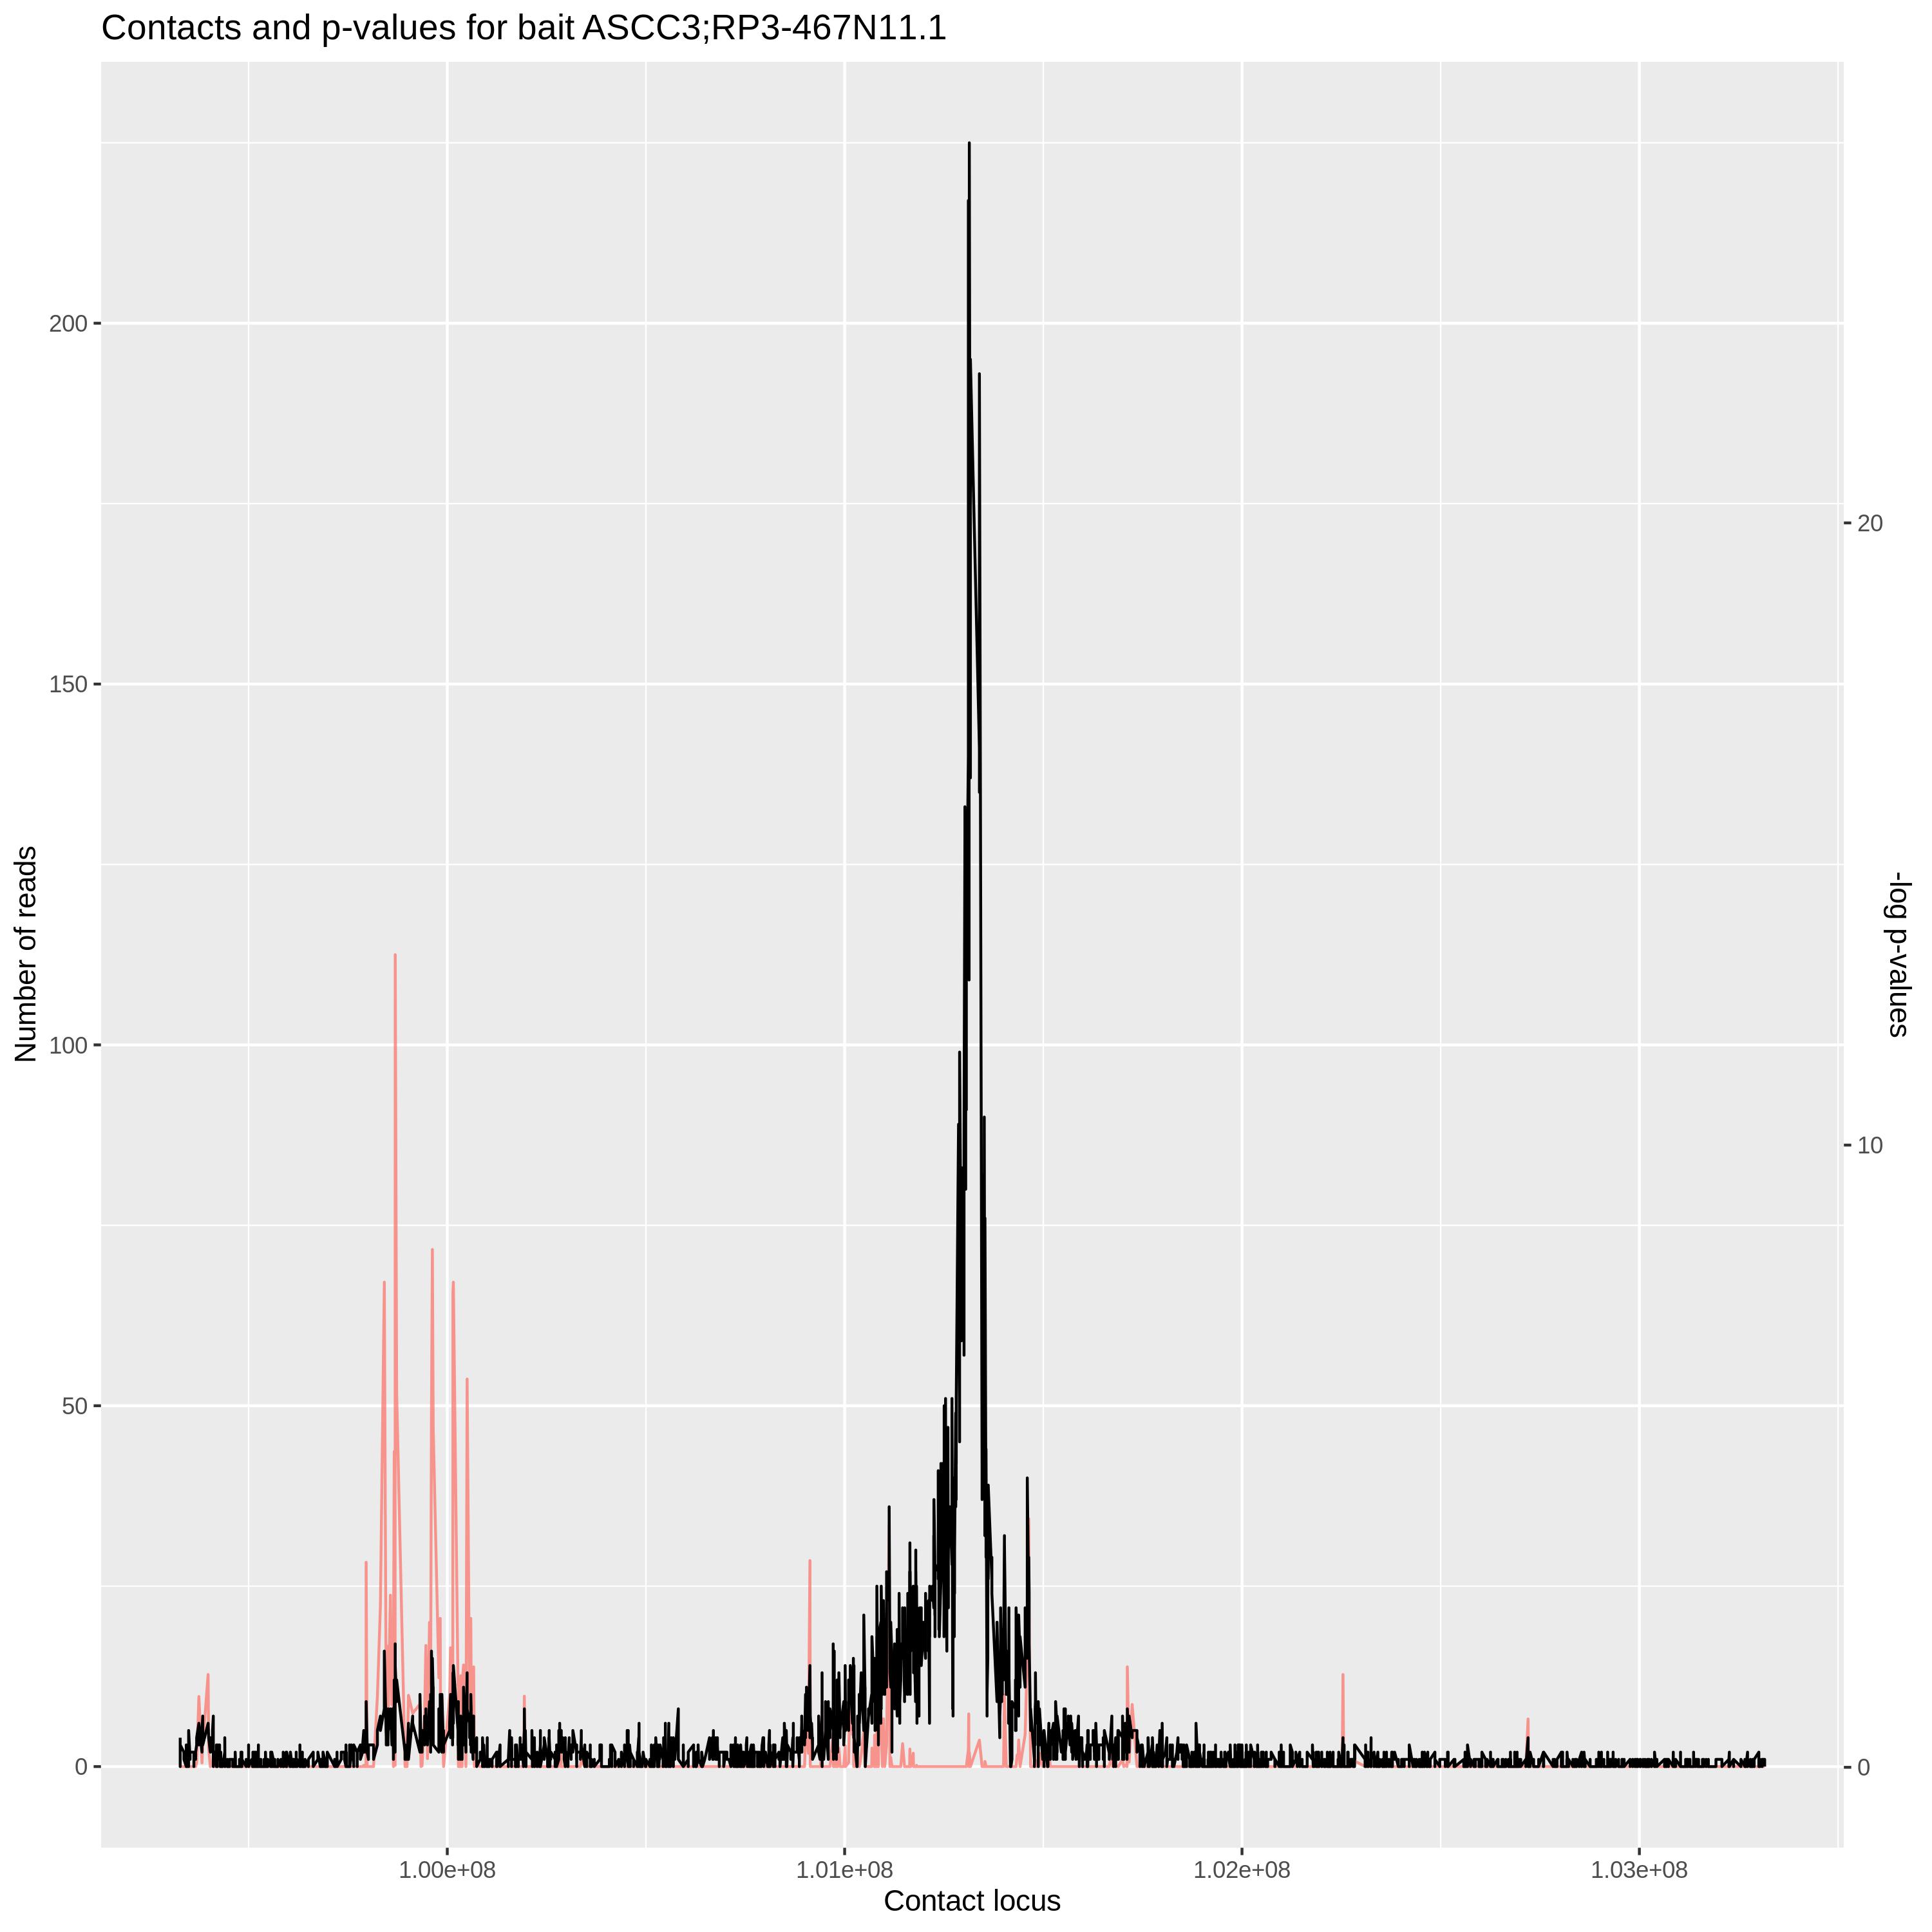 Contacts and p-values for bait ASCC3;RP3-467N11.1
200
150
100
50
0
Number of reads
20
10
0
-log p-values
1.00e+08
1.01e+08
1.02e+08
1.03e+08
Contact locus